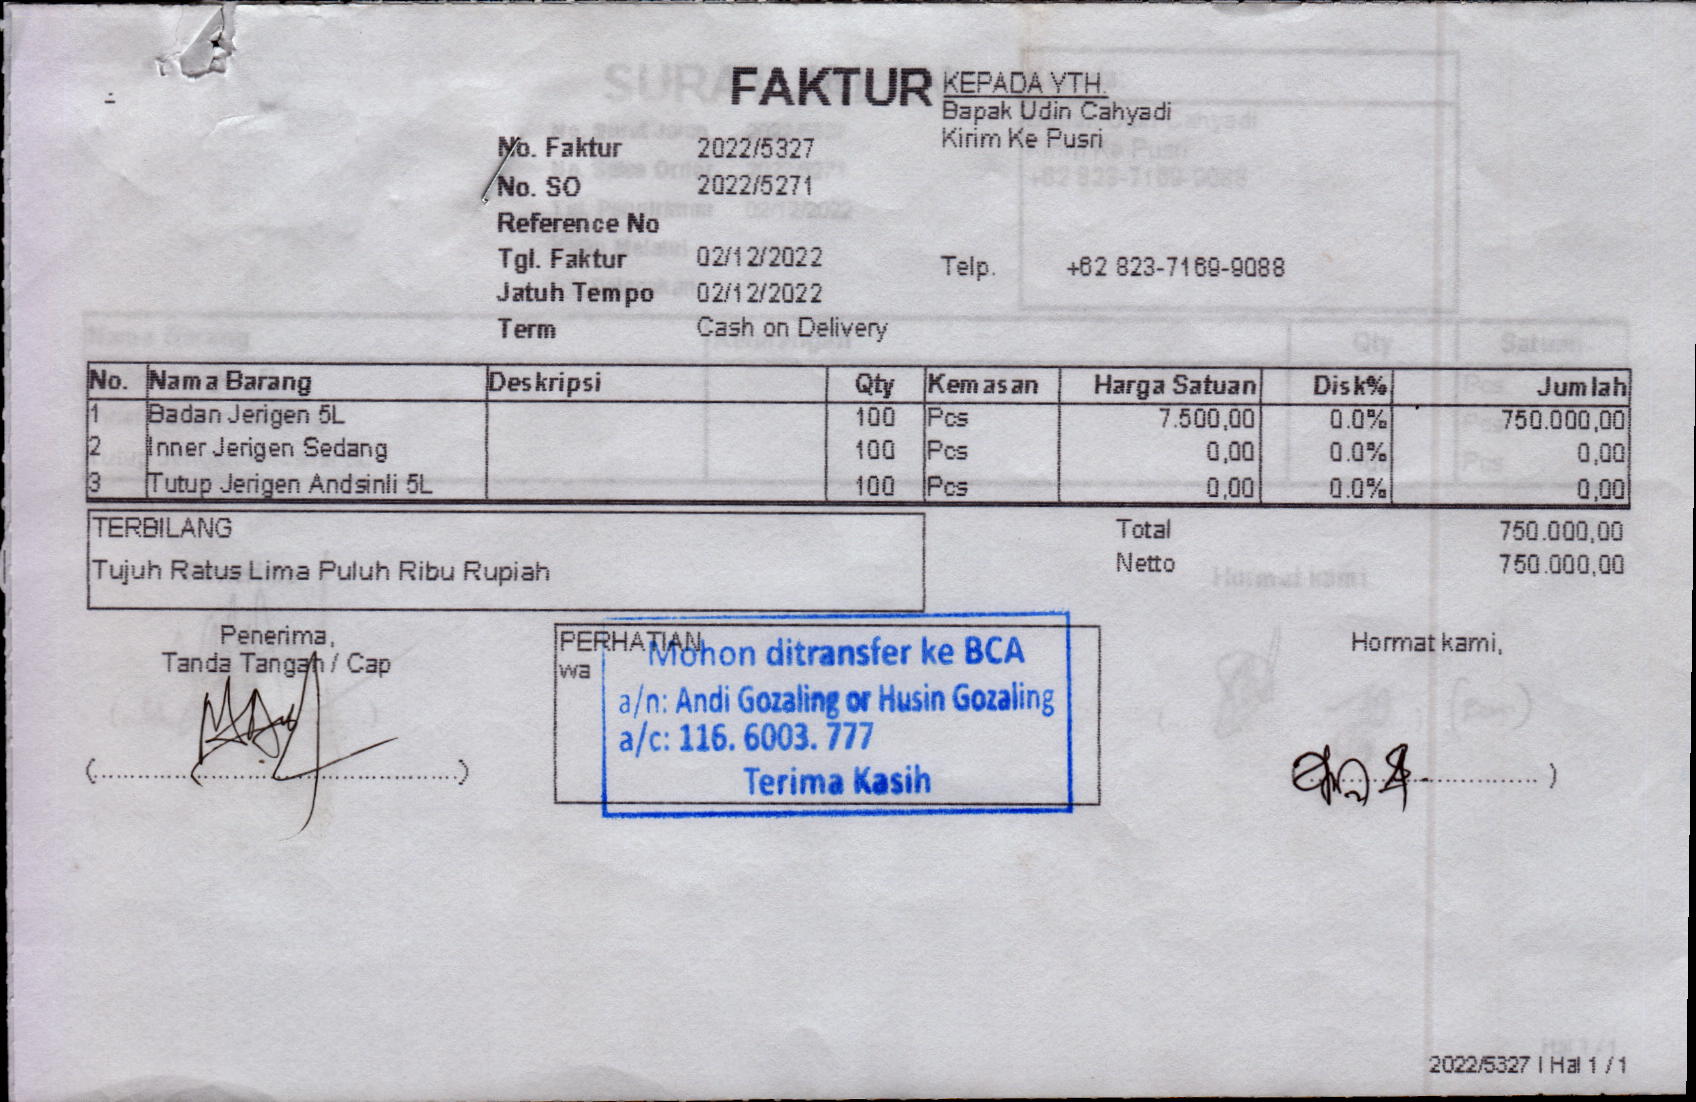 FAKTUR
KEPADA YTH.
Bapak Udin Cahyadi
Kirim Ke Pusri
No. Faktur 2022/5327
No. SO 2022/5271
Reference No
Tgl. Faktur 02/12/2022
Jatuh Tempo 02/12/2022
Term Cash on Delivery
Telp. +62 823-7169-9088
No. Nama Barang Deskripsi Qty Kemasan Harga Satuan Disk% Jumlah
1 Badan Jerigen 5L 100 Pcs 7.500,00 0.0% 750.000,00
2 Inner Jerigen Sedang 100 Pcs 0,00 0.0% 0,00
3 Tutup Jerigen Andsinli 5L 100 Pcs 0,00 0.0% 0,00
TERBILANG
Tujuh Ratus Lima Puluh Ribu Rupiah
Total 750.000,00
Netto 750.000,00
Penerima,
Tanda Tangan / Cap
PERHATIAN
wa
Mohon ditransfer ke BCA
a/n: Andi Gozaling or Husin Gozaling
a/c: 116. 6003. 777
Terima Kasih
Hormat kami,
2022/5327 | Hal 1 / 1